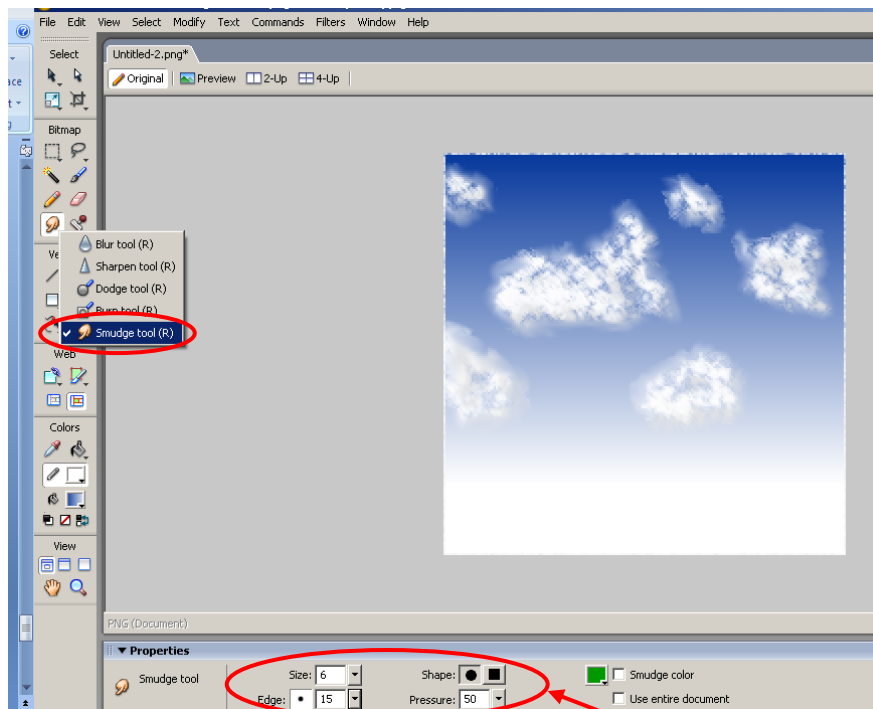 File Edit View Select Modify Text Commands Filters Window Help
Select
Untitled-2.png*
Original Preview 2-Up 4-Up
Bitmap
Blur tool (R)
Sharpen tool (R)
Dodge tool (R)
Burn tool (R)
Smudge tool (R)
Web
Colors
View
PNG (Document)
Properties
Smudge tool
Size: 6
Shape:
Smudge color
Edge: 15
Pressure: 50
Use entire document